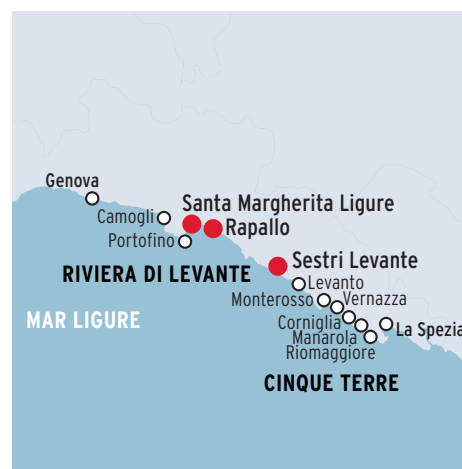 Genova
Santa Margherita Ligure
Camogli
Rapallo
Portofino
Sestri Levante
RIVIERA DI LEVANTE
Levanto
Monterosso
Vernazza
MAR LIGURE
Corniglia
La Spezia
Manarola
Riomaggiore
CINQUE TERRE